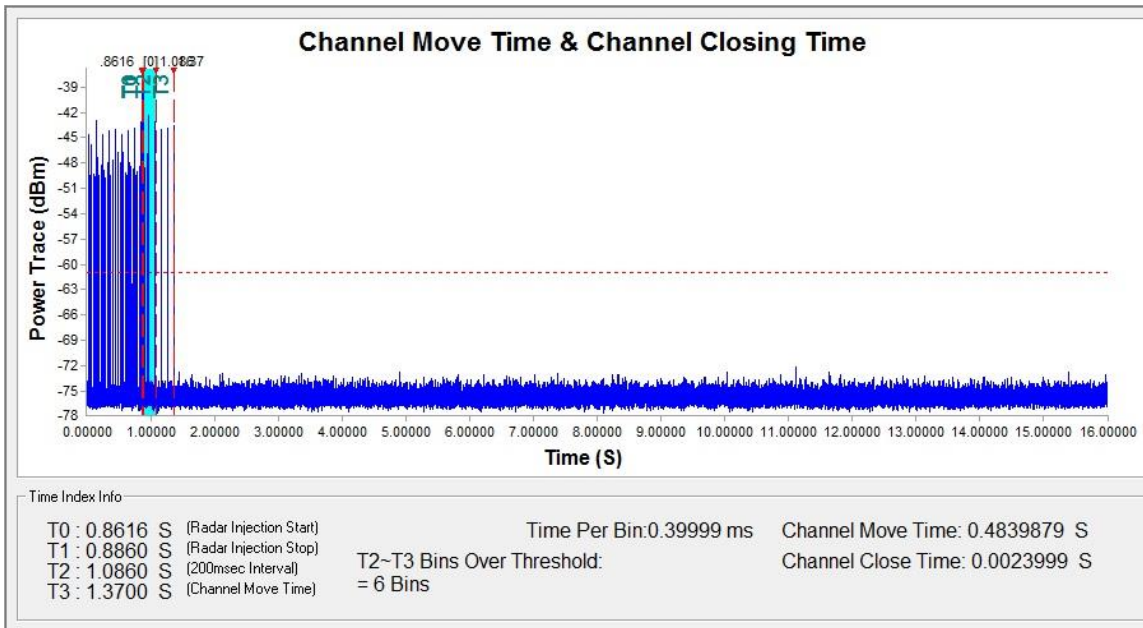 Channel Move Time & Channel Closing Time
.8616
Power Trace (dBm)
-39
-42
-45
-48
-51
-54
-57
-60
-63
-66
-69
-72
-75
-78
0.00000 1.00000 2.00000 3.00000 4.00000 5.00000 6.00000 7.00000 8.00000 9.00000 10.00000 11.00000 12.00000 13.00000 14.00000 15.00000 16.00000
Time (S)
Time Index Info
T0 : 0.8616 S (Radar Injection Start)
T1 : 0.8860 S (Radar Injection Stop)
T2 : 1.0860 S (200msec Interval)
T3 : 1.3700 S (Channel Move Time)
Time Per Bin:0.39999 ms
T2~T3 Bins Over Threshold:
= 6 Bins
Channel Move Time: 0.4839879 S
Channel Close Time: 0.0023999 S